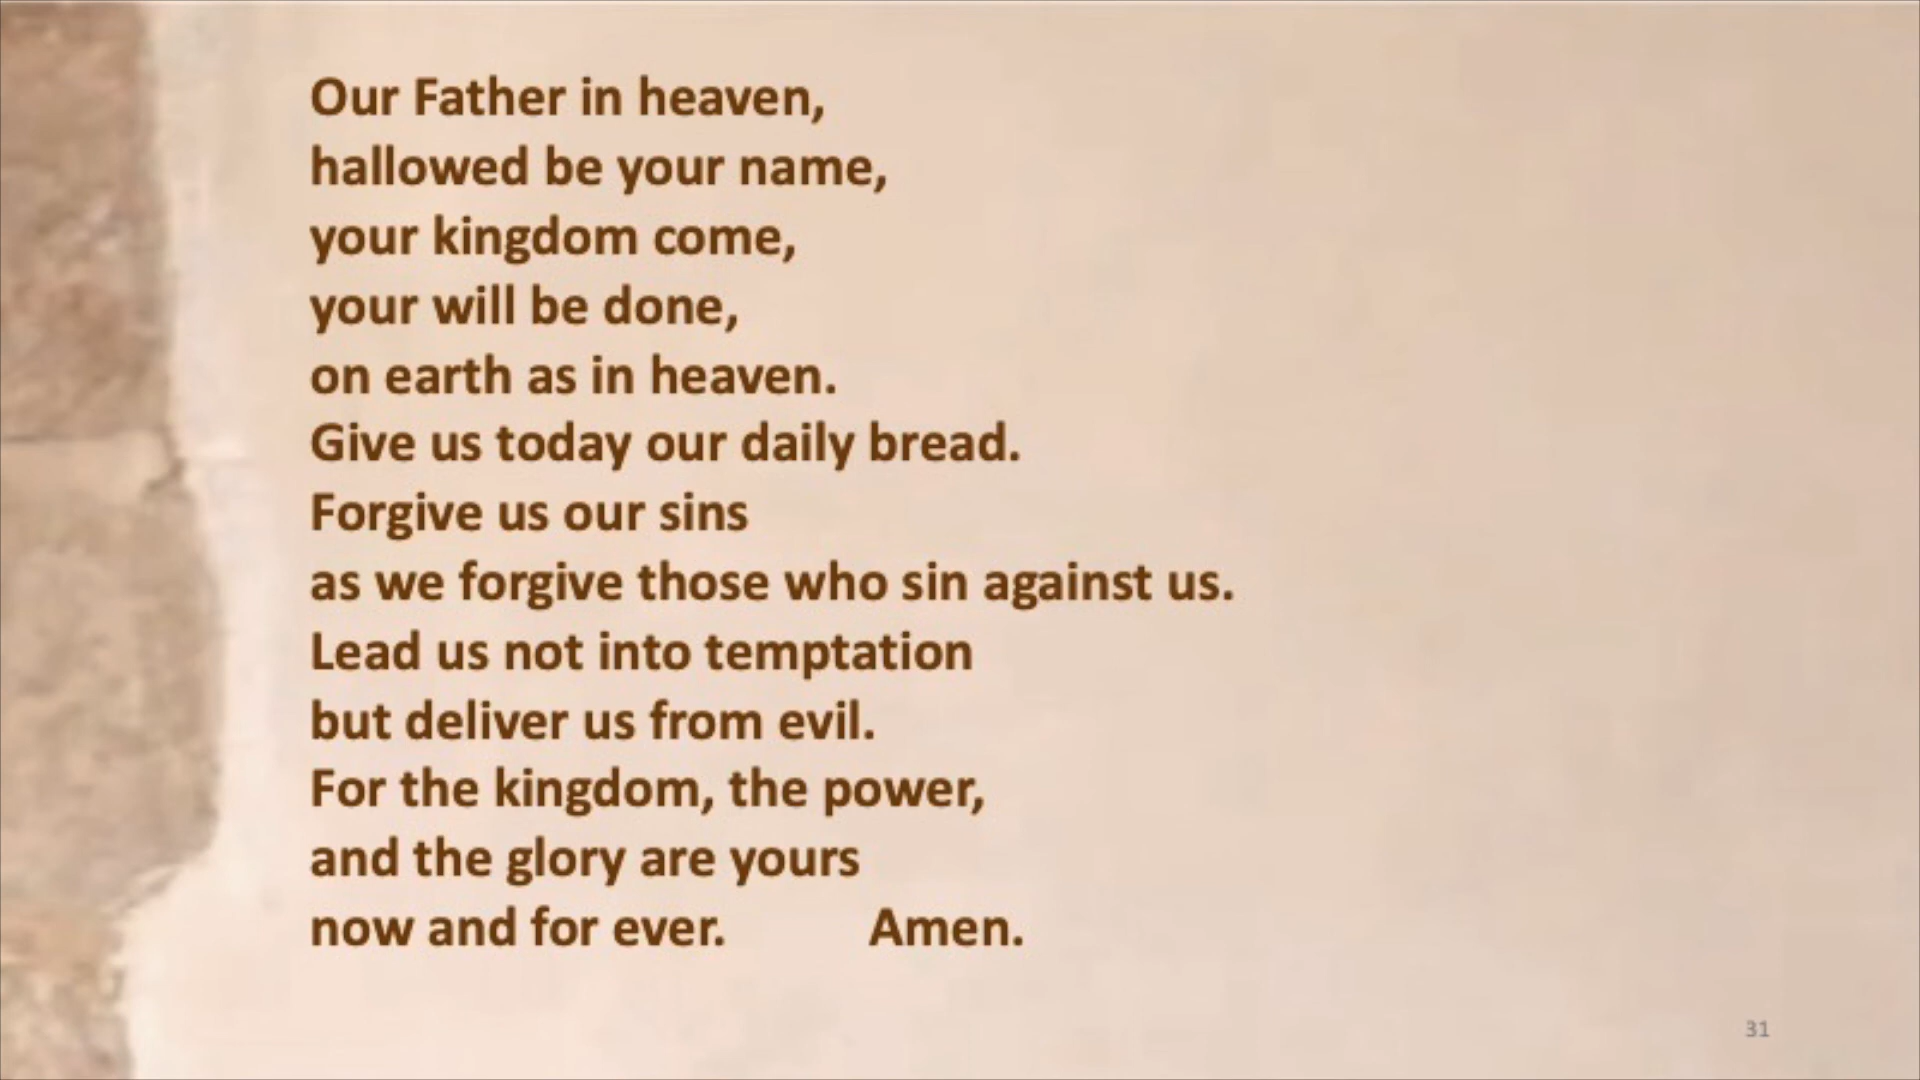 Our Father in heaven,
hallowed be your name,
your kingdom come,
your will be done,
on earth as in heaven.
Give us today our daily bread.
Forgive us our sins
as we forgive those who sin against us.
Lead us not into temptation
but deliver us from evil.
For the kingdom, the power,
and the glory are yours
now and for ever. Amen.
31